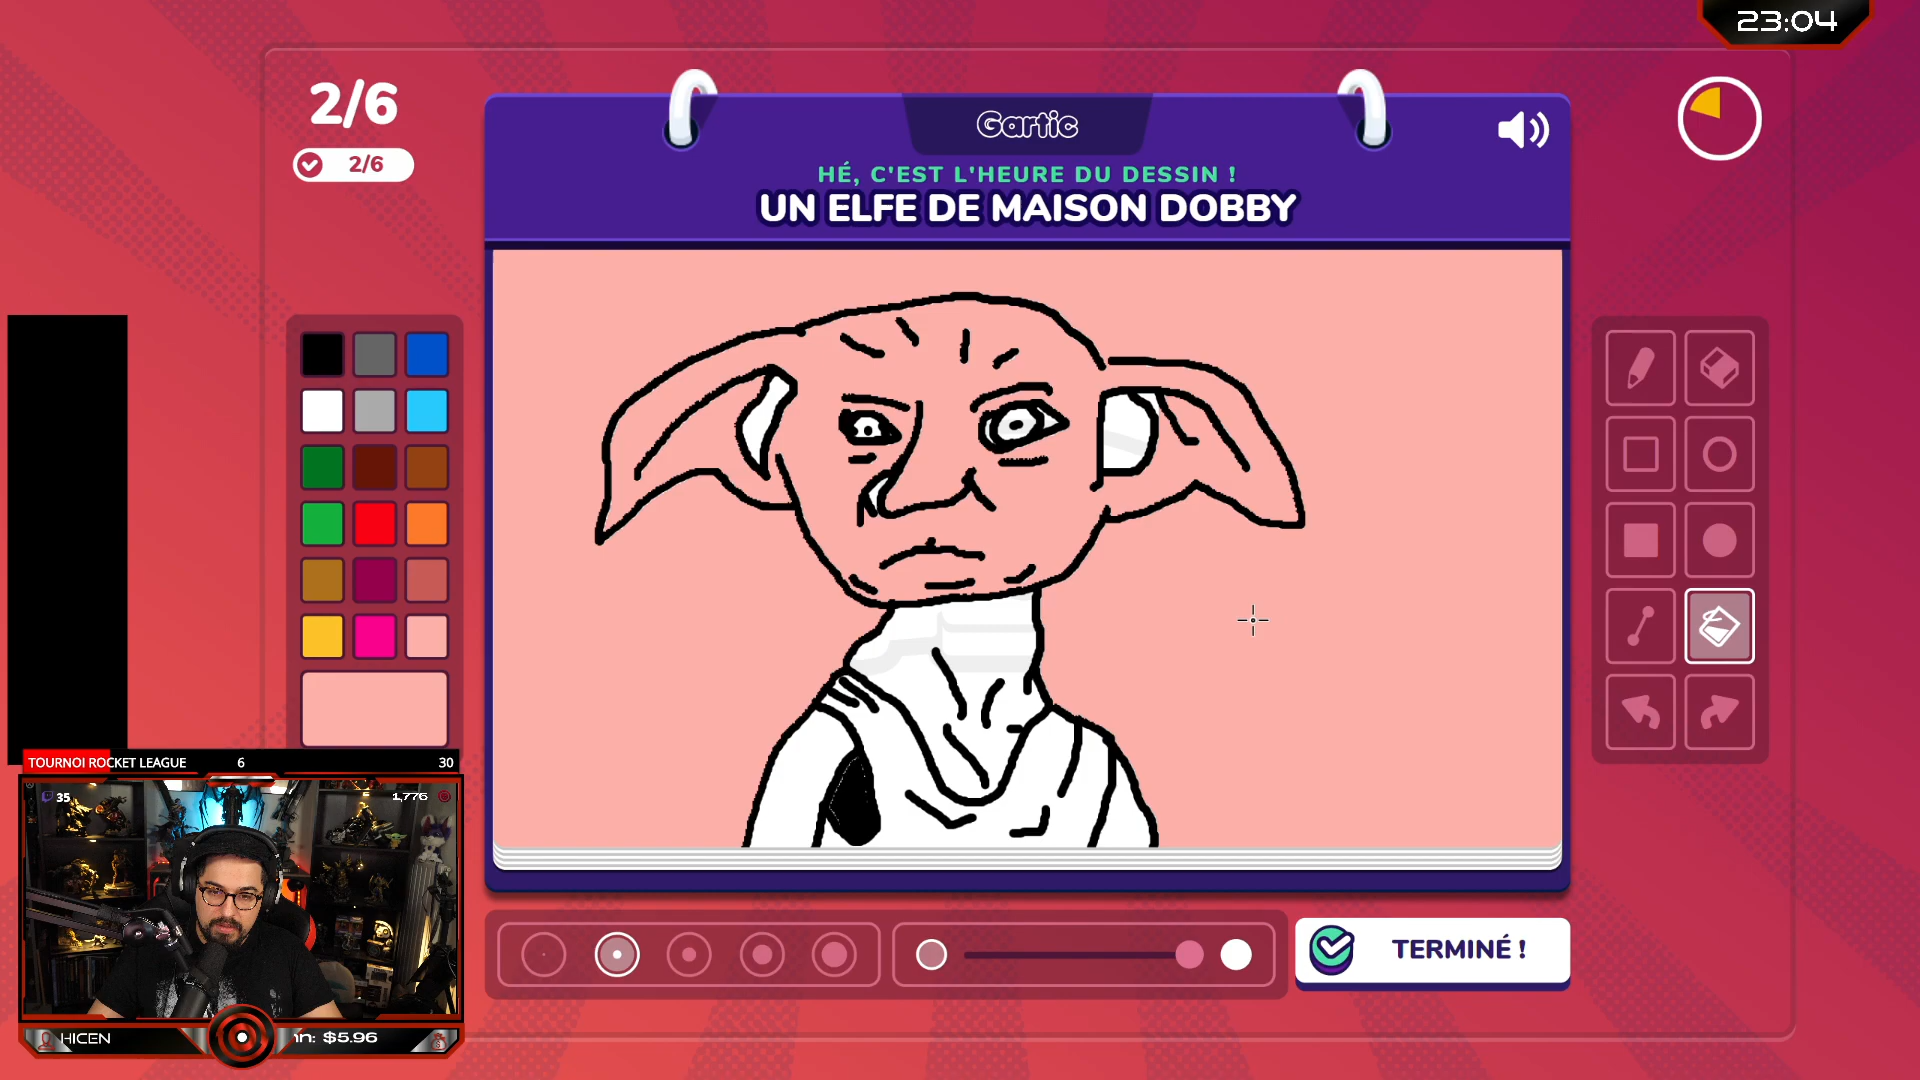 23:04
2/6
2/6
Gartic
HÉ, C'EST L'HEURE DU DESSIN !
UN ELFE DE MAISON DOBBY
TOURNOI ROCKET LEAGUE 6 30
35 1,776
HICEN
nn: $5.96
TERMINÉ !